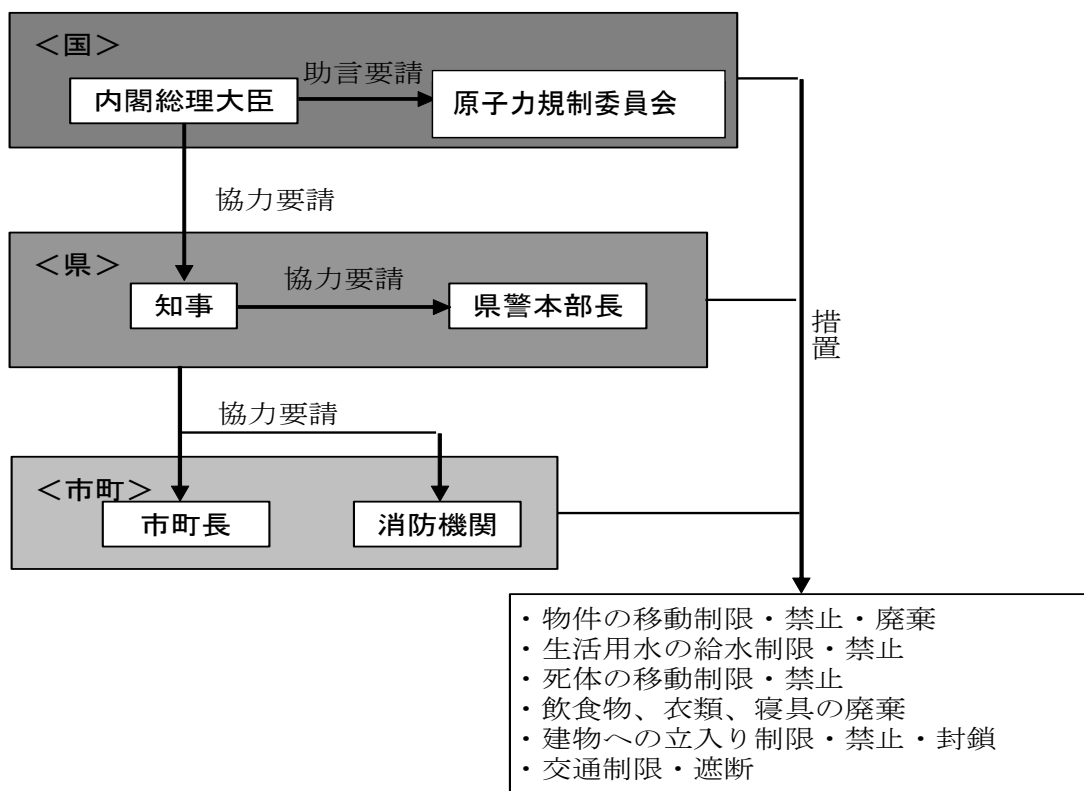 ＜国＞
助言要請
内閣総理大臣
原子力規制委員会
協力要請
＜県＞
協力要請
知事
県警本部長
措置
協力要請
＜市町＞
市町長
消防機関
・物件の移動制限・禁止・廃棄
・生活用水の給水制限・禁止
・死体の移動制限・禁止
・飲食物、衣類、寝具の廃棄
・建物への立入り制限・禁止・封鎖
・交通制限・遮断